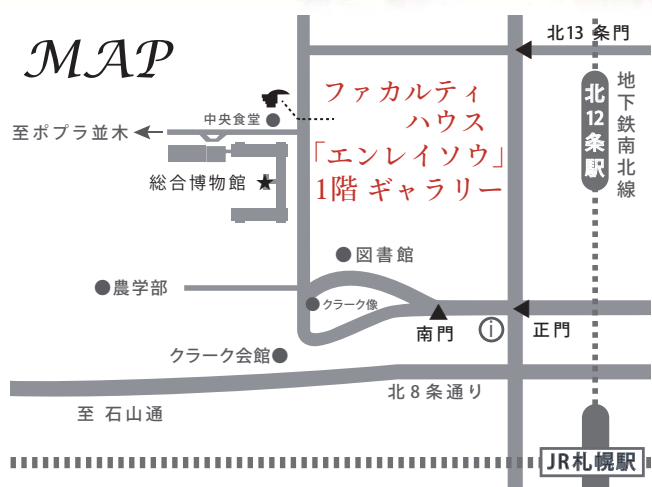 MAP
北13 条門
地下鉄南北線
北12条駅
ファカルティ
ハウス
「エンレイソウ」
1階 ギャラリー
中央食堂
至ポプラ並木
総合博物館
図書館
農学部
クラーク像
南門
i
正門
クラーク会館
北8条通り
至 石山通
JR札幌駅